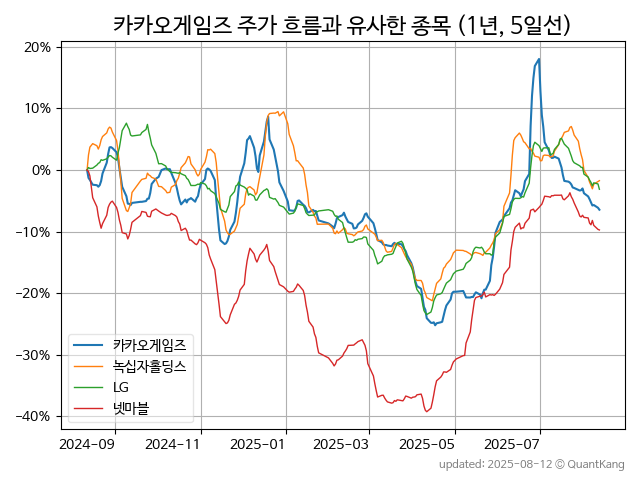 카카오게임즈 주가 흐름과 유사한 종목 (1년, 5일선)
20%
10%
0%
−10%
−20%
−30%
−40%
카카오게임즈
녹십자홀딩스
LG
넷마블
2024−09
2024−11
2025−01
2025−03
2025−05
2025−07
updated: 2025-08-12 © QuantKang